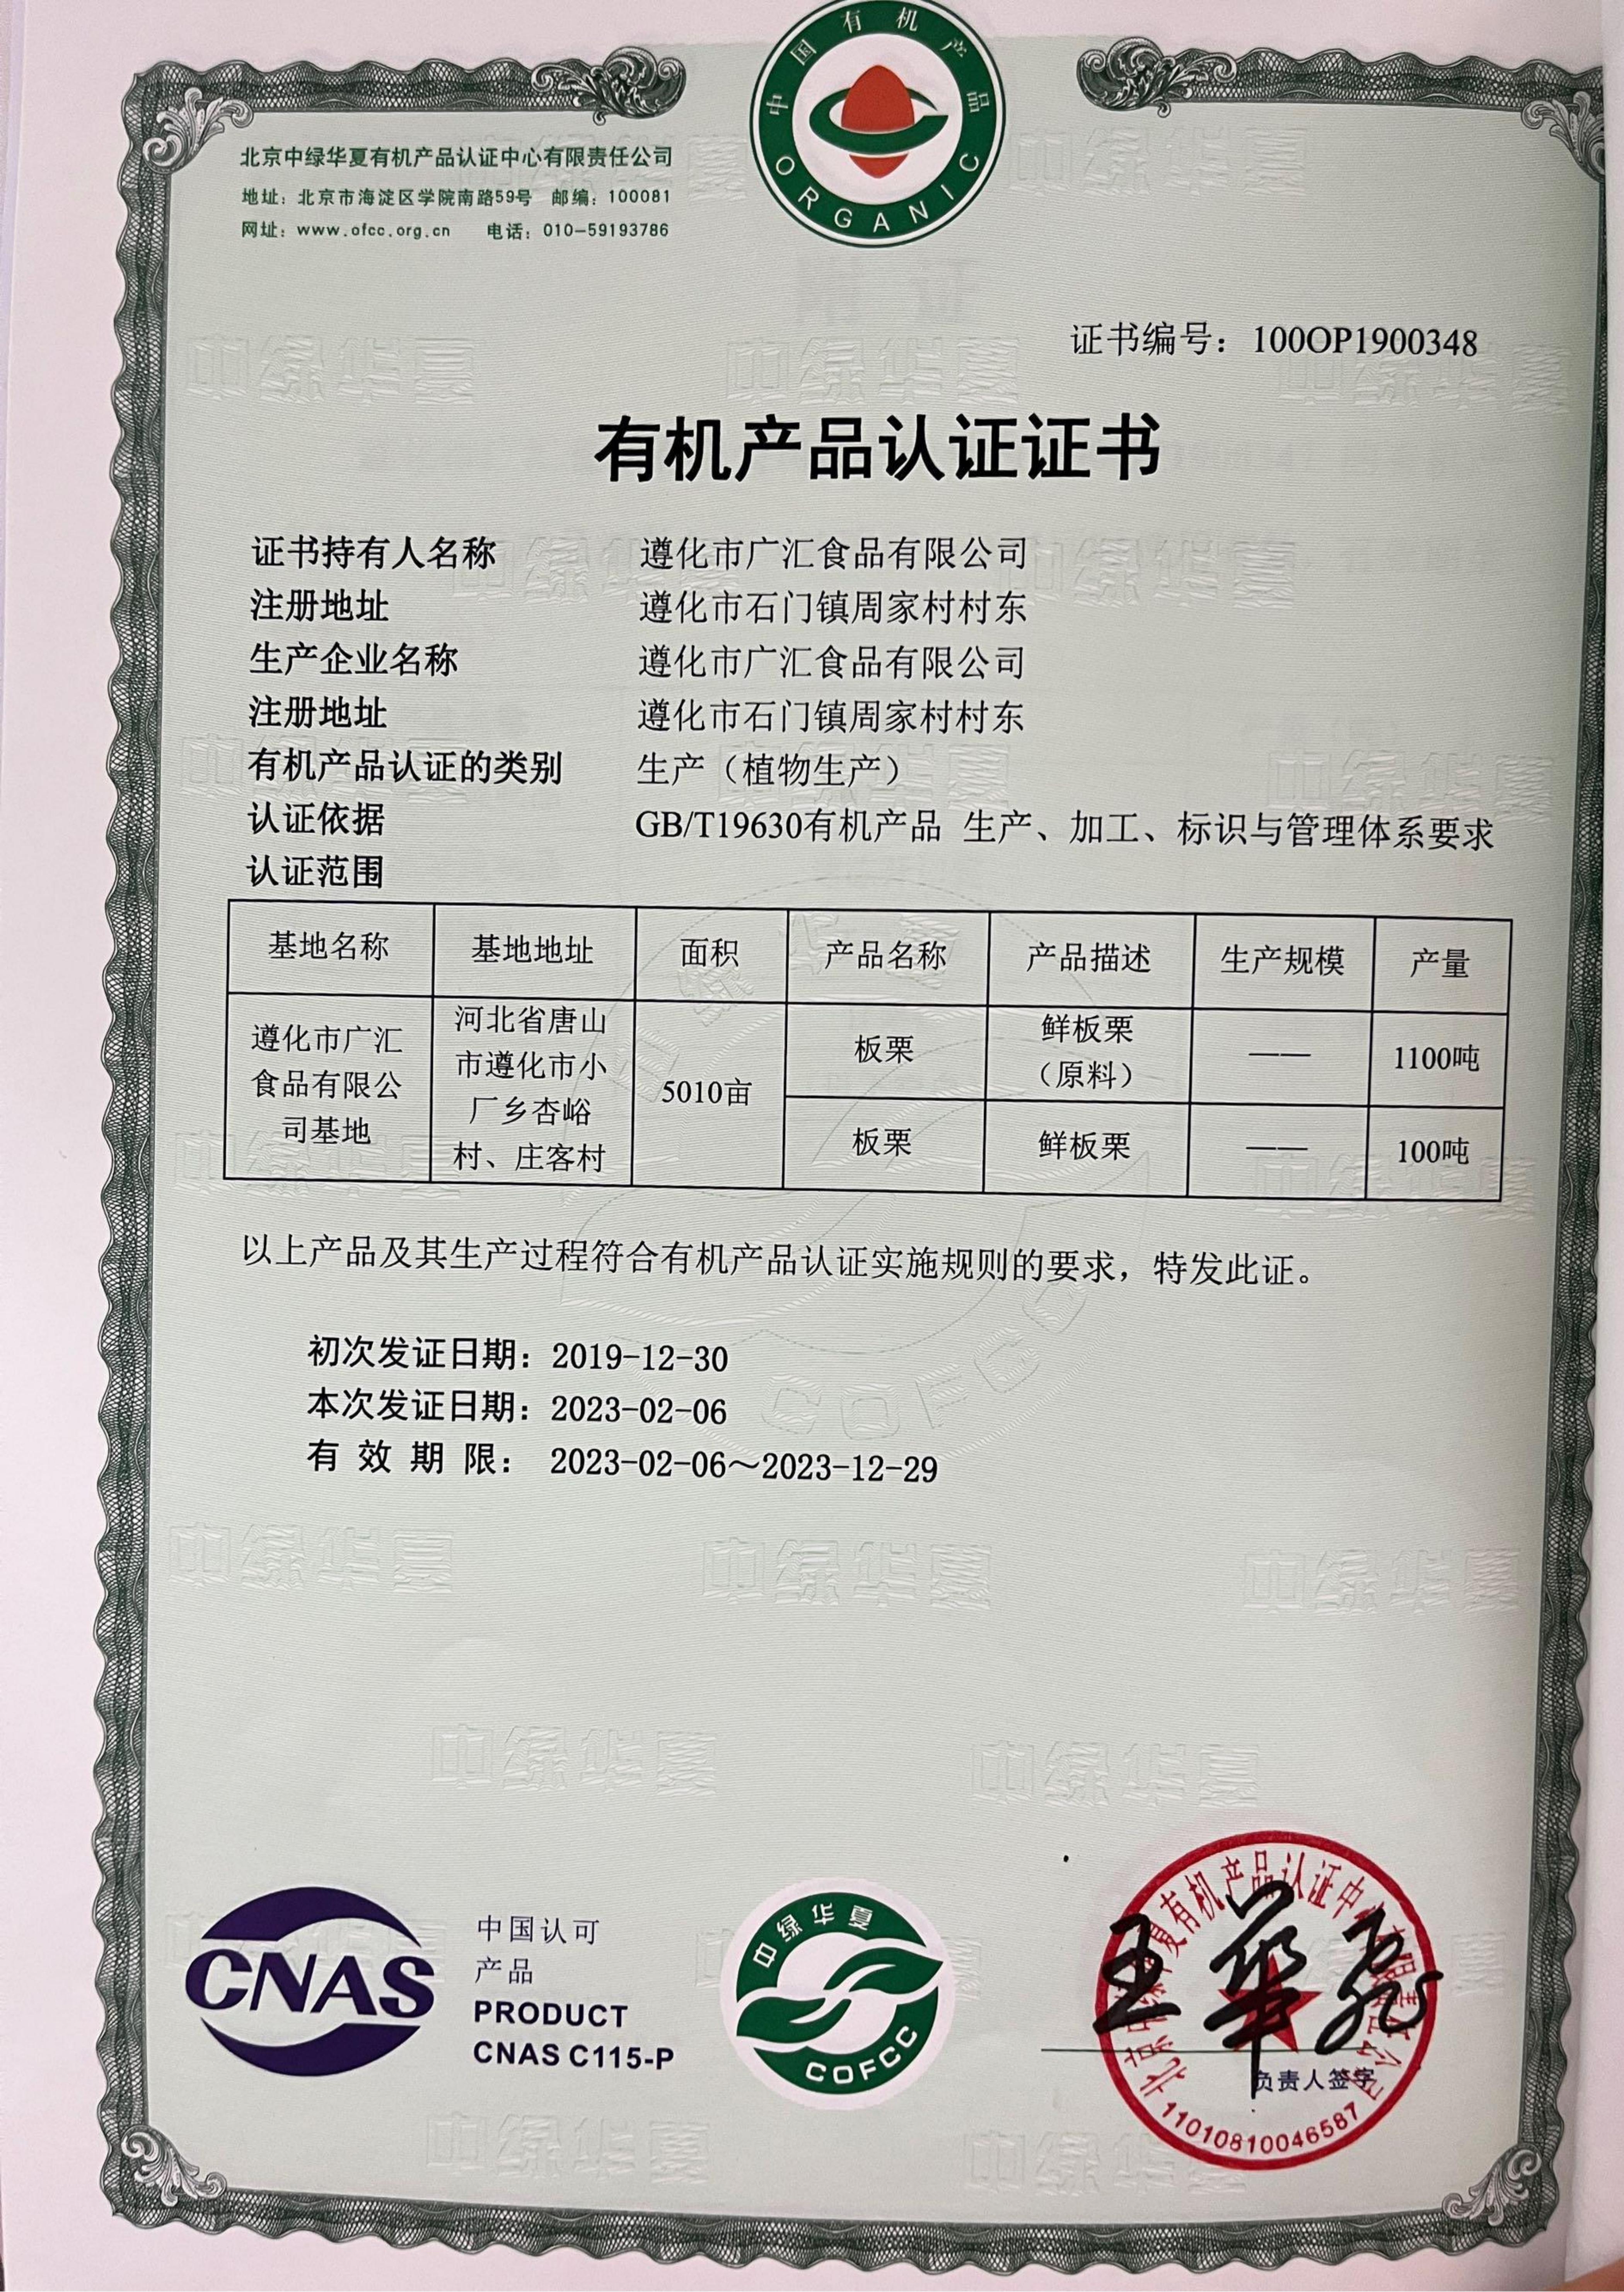 中国有机产品
ORGANIC
北京中绿华夏有机产品认证中心有限责任公司
地址：北京市海淀区学院南路59号 邮编：100081
网址：www.ofcc.org.cn 电话：010-59193786
证书编号：100OP1900348
有机产品认证证书
证书持有人名称 遵化市广汇食品有限公司
注册地址 遵化市石门镇周家村村东
生产企业名称 遵化市广汇食品有限公司
注册地址 遵化市石门镇周家村村东
有机产品认证的类别 生产（植物生产）
认证依据 GB/T19630有机产品 生产、加工、标识与管理体系要求
认证范围
基地名称 基地地址 面积 产品名称 产品描述 生产规模 产量
遵化市广汇
食品有限公
司基地
河北省唐山
市遵化市小
厂乡杏峪
村、庄客村
5010亩
板栗
鲜板栗
（原料）
——
1100吨
板栗 鲜板栗 —— 100吨
以上产品及其生产过程符合有机产品认证实施规则的要求，特发此证。
初次发证日期：2019-12-30
本次发证日期：2023-02-06
有效期限：2023-02-06～2023-12-29
CNAS
中国认可
产品
PRODUCT
CNAS C115-P
中绿华夏
COFCC
王华飞
负责人签字
11010810046587